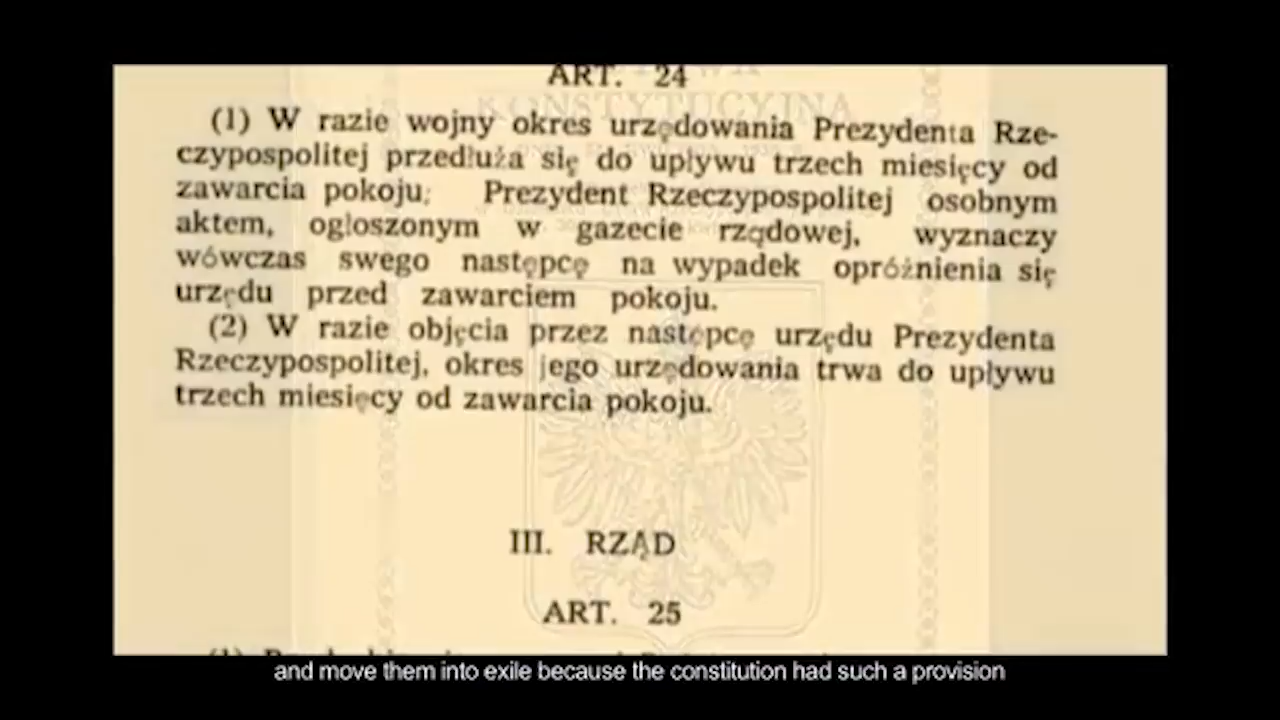 ART. 24
KONSTYTUCYJNA
(1) W razie wojny okres urzędowania Prezydenta Rze-
czypospolitej przedłuża się do upływu trzech miesięcy od
zawarcia pokoju; Prezydent Rzeczypospolitej osobnym
aktem, ogłoszonym w gazecie rządowej, wyznaczy
wówczas swego następcę na wypadek opróżnienia się
urzędu przed zawarciem pokoju.
(2) W razie objęcia przez następcę urzędu Prezydenta
Rzeczypospolitej, okres jego urzędowania trwa do upływu
trzech miesięcy od zawarcia pokoju.
III. RZĄD
ART. 25
and move them into exile because the constitution had such a provision